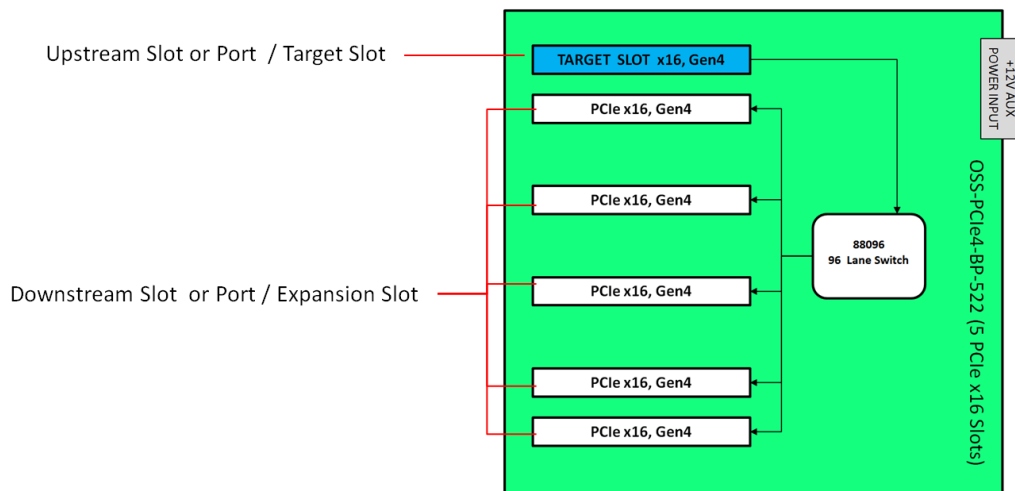 Upstream Slot or Port / Target Slot
TARGET SLOT x16, Gen4
+12V AUX
POWER INPUT
PCIe x16, Gen4
PCIe x16, Gen4
88096
96 Lane Switch
Downstream Slot or Port / Expansion Slot
PCIe x16, Gen4
PCIe x16, Gen4
PCIe x16, Gen4
OSS-PCIe4-BP-522 (5 PCIe x16 Slots)